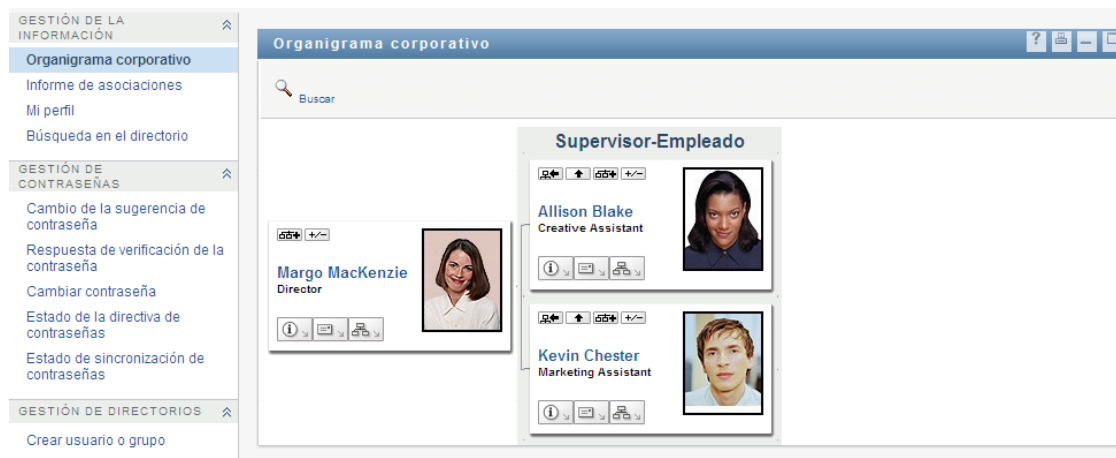 GESTIÓN DE LA
INFORMACIÓN
Organigrama corporativo
Informe de asociaciones
Mi perfil
Búsqueda en el directorio
GESTIÓN DE
CONTRASEÑAS
Cambio de la sugerencia de
contraseña
Respuesta de verificación de la
contraseña
Cambiar contraseña
Estado de la directiva de
contraseñas
Estado de sincronización de
contraseñas
GESTIÓN DE DIRECTORIOS
Crear usuario o grupo
Organigrama corporativo
?
Buscar
Supervisor-Empleado
+/-
Margo MacKenzie
Director
+/-
Allison Blake
Creative Assistant
+/-
Kevin Chester
Marketing Assistant